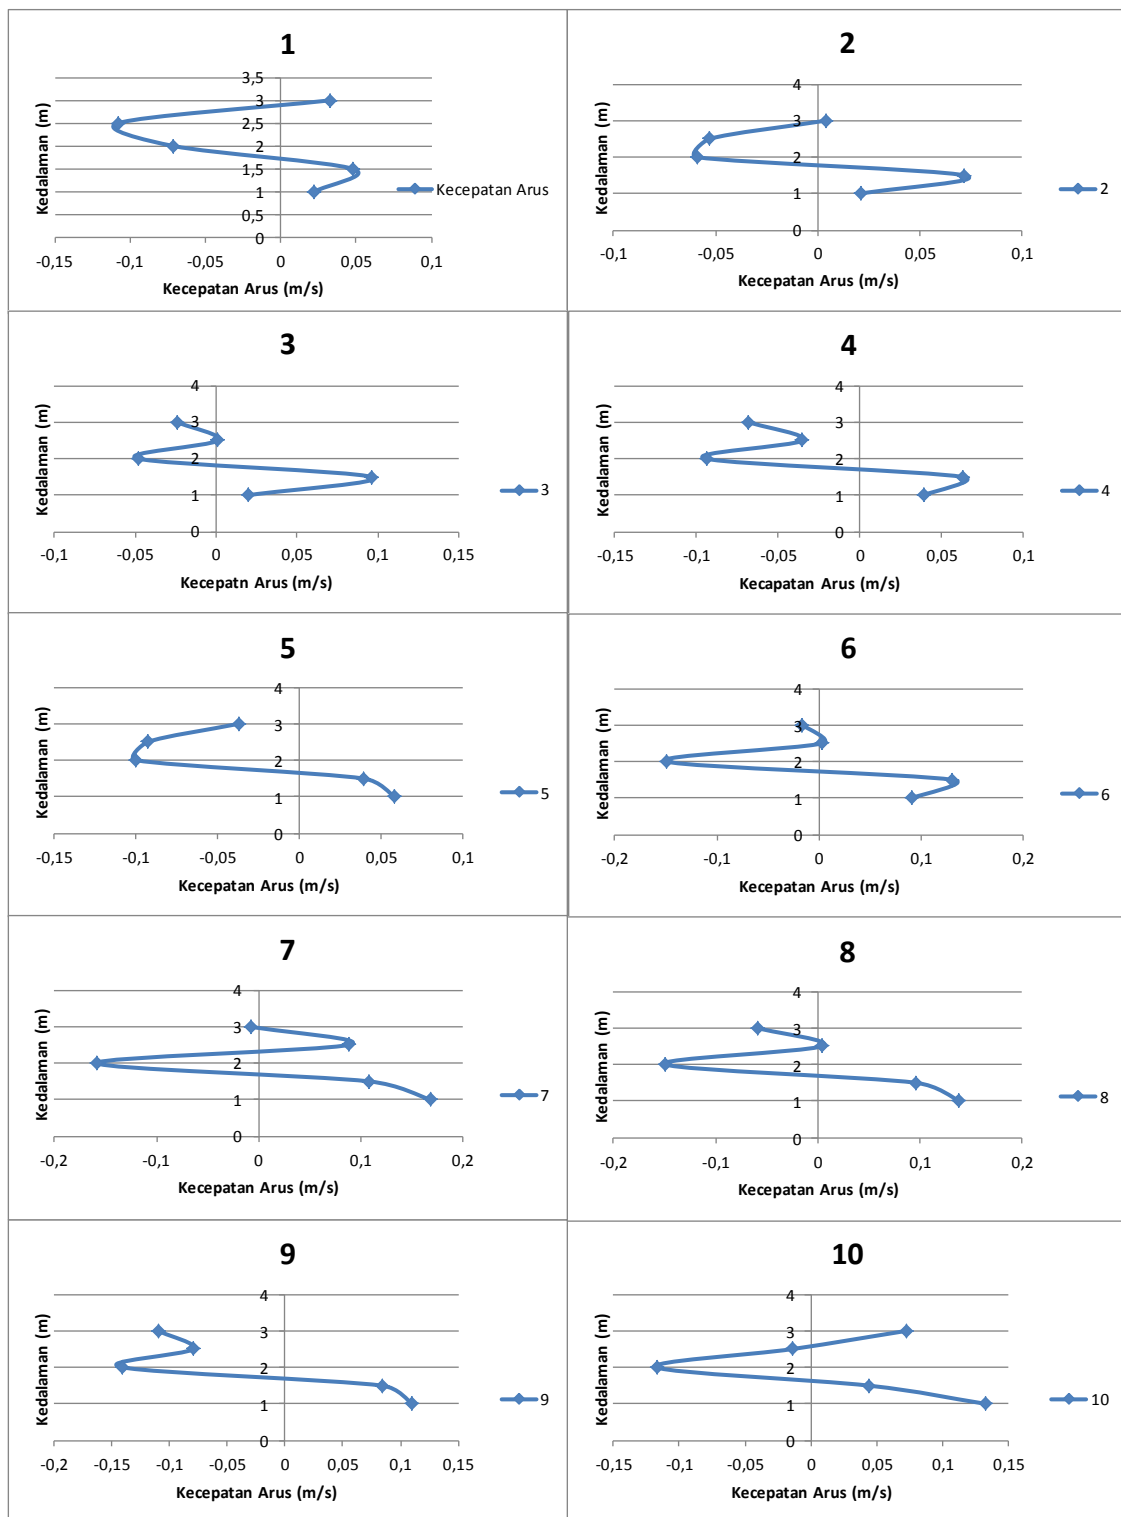 1
Kedalaman (m)
3,5
3
2,5
2
1,5
1
0,5
0
-0,15 -0,1 -0,05 0 0,05 0,1
Kecepatan Arus (m/s)
Kecepatan Arus
2
Kedalaman (m)
4
3
2
1
0
-0,1 -0,05 0 0,05 0,1
Kecepatan Arus (m/s)
2
3
Kedalaman (m)
4
3
2
1
0
-0,1 -0,05 0 0,05 0,1 0,15
Kecepatn Arus (m/s)
3
4
Kedalaman (m)
4
3
2
1
0
-0,15 -0,1 -0,05 0 0,05 0,1
Kecapatan Arus (m/s)
4
5
Kedalaman (m)
4
3
2
1
0
-0,15 -0,1 -0,05 0 0,05 0,1
Kecepatan Arus (m/s)
5
6
Kedalaman (m)
4
3
2
1
0
-0,2 -0,1 0 0,1 0,2
Kecepatan Arus (m/s)
6
7
Kedalaman (m)
4
3
2
1
0
-0,2 -0,1 0 0,1 0,2
Kecepatan Arus (m/s)
7
8
Kedalaman (m)
4
3
2
1
0
-0,2 -0,1 0 0,1 0,2
Kecepatan Arus (m/s)
8
9
Kedalaman (m)
4
3
2
1
0
-0,2 -0,15 -0,1 -0,05 0 0,05 0,1 0,15
Kecepatan Arus (m/s)
9
10
Kedalaman (m)
4
3
2
1
0
-0,15 -0,1 -0,05 0 0,05 0,1 0,15
Kecepatan Arus (m/s)
10